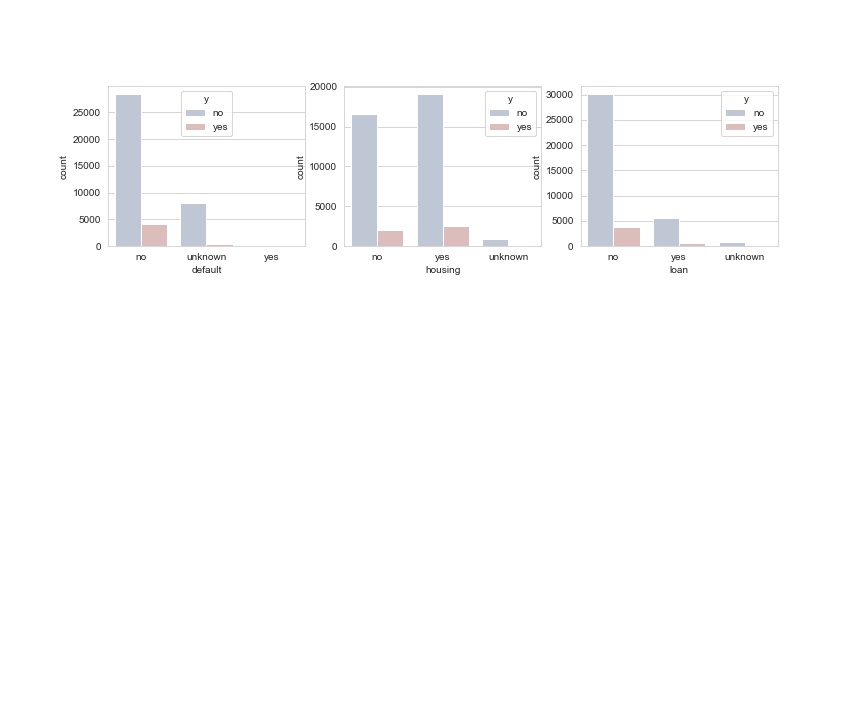 count
25000
20000
15000
10000
5000
0
no unknown yes
default
y
no
yes
count
20000
15000
10000
5000
0
no yes unknown
housing
y
no
yes
count
30000
25000
20000
15000
10000
5000
0
no yes unknown
loan
y
no
yes